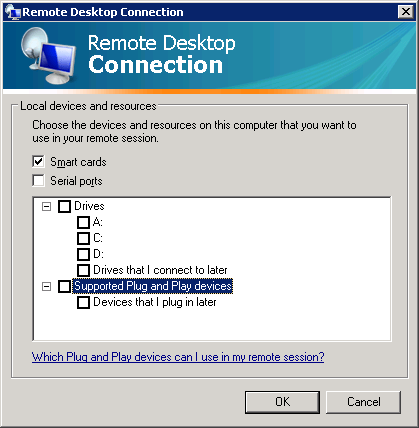 Remote Desktop Connection
Remote Desktop
Connection
Local devices and resources
Choose the devices and resources on this computer that you want to
use in your remote session.
Smart cards
Serial ports
Drives
A:
C:
D:
Drives that I connect to later
Supported Plug and Play devices
Devices that I plug in later
Which Plug and Play devices can I use in my remote session?
OK Cancel